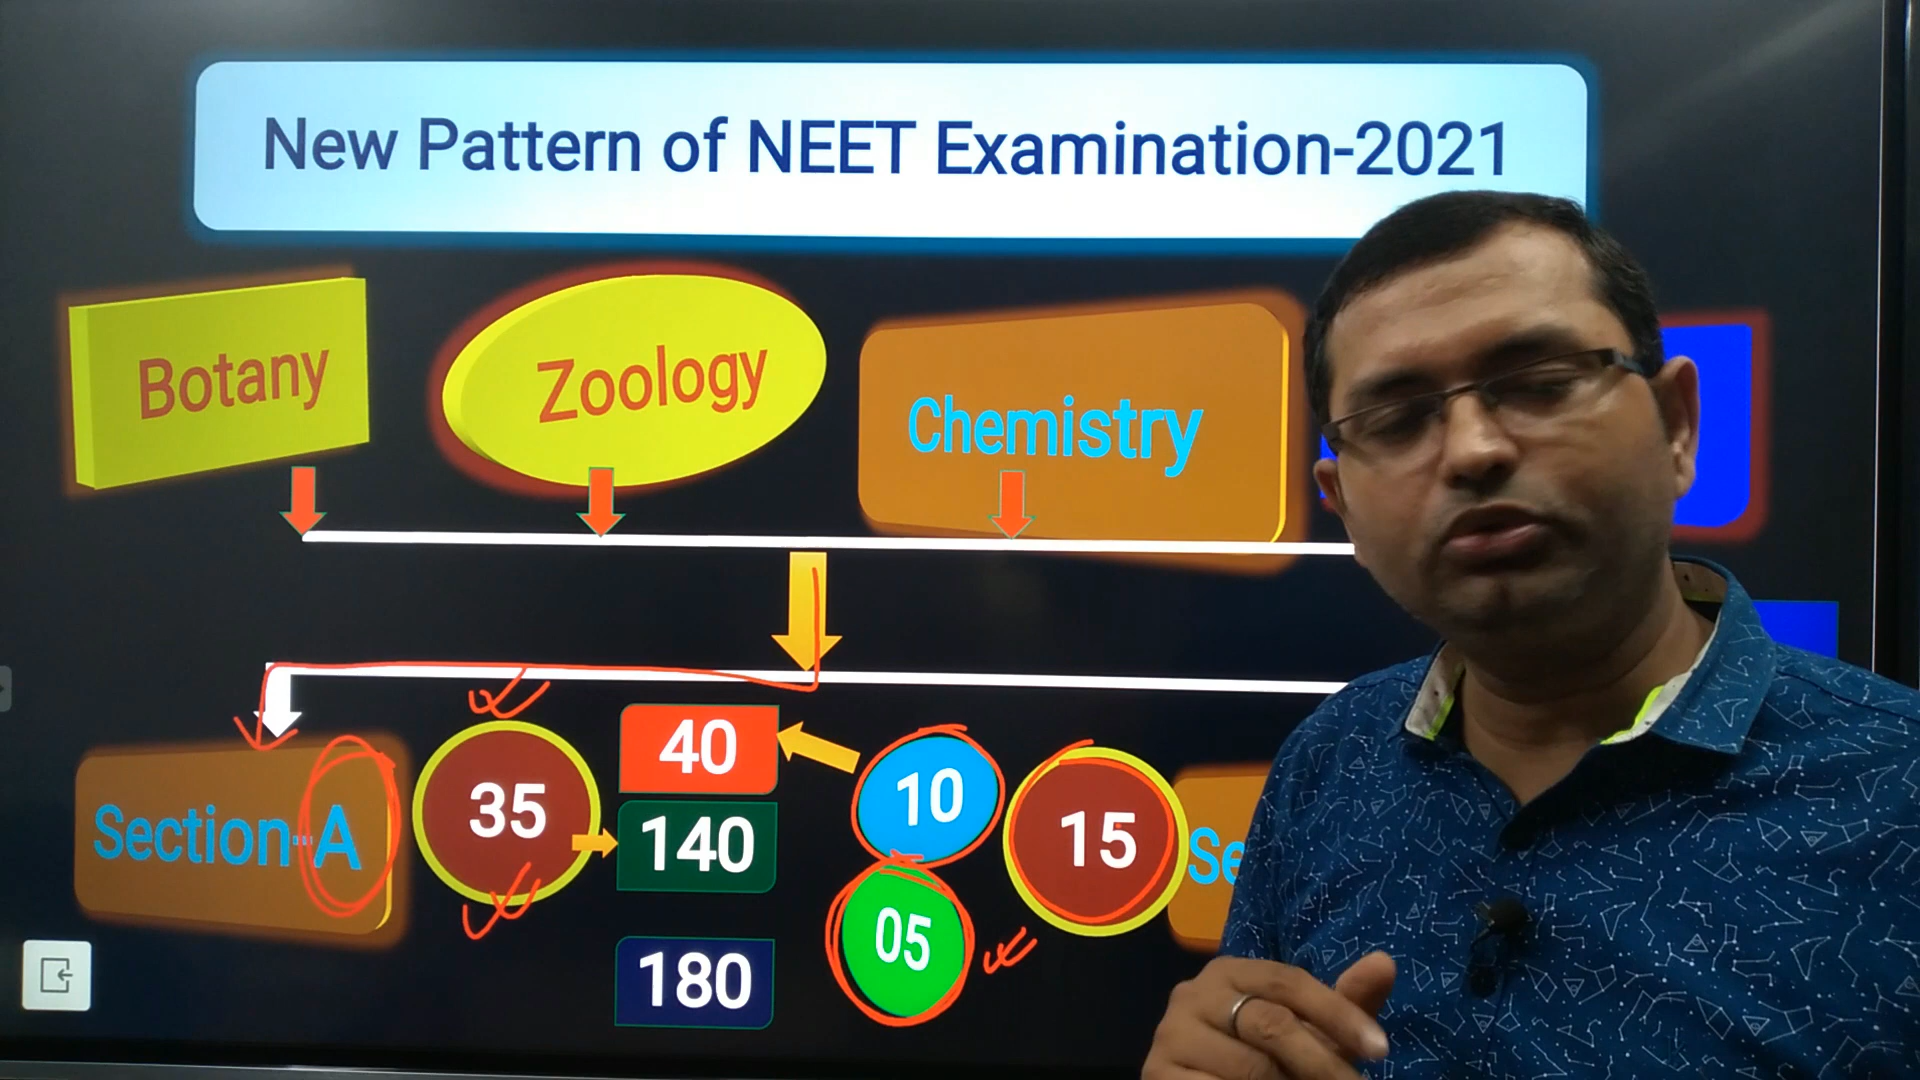 New Pattern of NEET Examination-2021
Botany
Zoology
Chemistry
Section-A
35
40
140
180
10
05
15